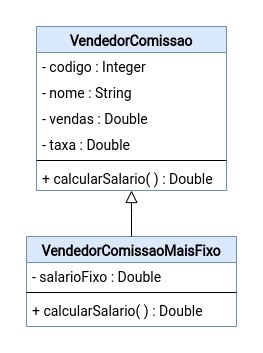 VendedorComissao
- codigo : Integer
- nome : String
- vendas : Double
- taxa : Double
+ calcularSalario( ) : Double
VendedorComissaoMaisFixo
- salarioFixo : Double
+ calcularSalario( ) : Double